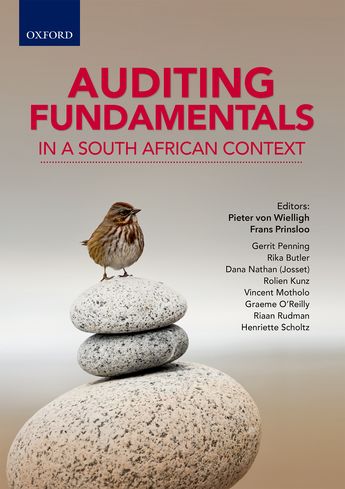 OXFORD
AUDITING
FUNDAMENTALS
IN A SOUTH AFRICAN CONTEXT
Editors:
Pieter von Wielligh
Frans Prinsloo
Gerrit Penning
Rika Butler
Dana Nathan (Josset)
Rolien Kunz
Vincent Motholo
Graeme O'Reilly
Riaan Rudman
Henriette Scholtz